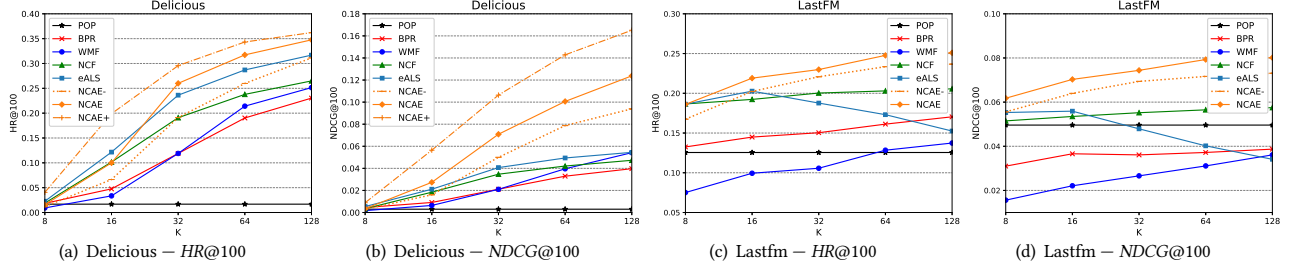 Delicious
0.40
0.35
0.30
0.25
0.20
0.15
0.10
0.05
0.00
HR@100
POP
BPR
WMF
NCF
eALS
NCAE-
NCAE
NCAE+
8 16 32 64 128
K
(a) Delicious – HR@100
Delicious
0.18
0.16
0.14
0.12
0.10
0.08
0.06
0.04
0.02
0.00
NDCG@100
POP
BPR
WMF
NCF
eALS
NCAE-
NCAE
NCAE+
8 16 32 64 128
K
(b) Delicious – NDCG@100
LastFM
0.30
0.25
0.20
0.15
0.10
0.05
HR@100
POP
BPR
WMF
NCF
eALS
NCAE-
NCAE
8 16 32 64 128
K
(c) Lastfm – HR@100
LastFM
0.10
0.08
0.06
0.04
0.02
NDCG@100
POP
BPR
WMF
NCF
eALS
NCAE-
NCAE
8 16 32 64 128
K
(d) Lastfm – NDCG@100